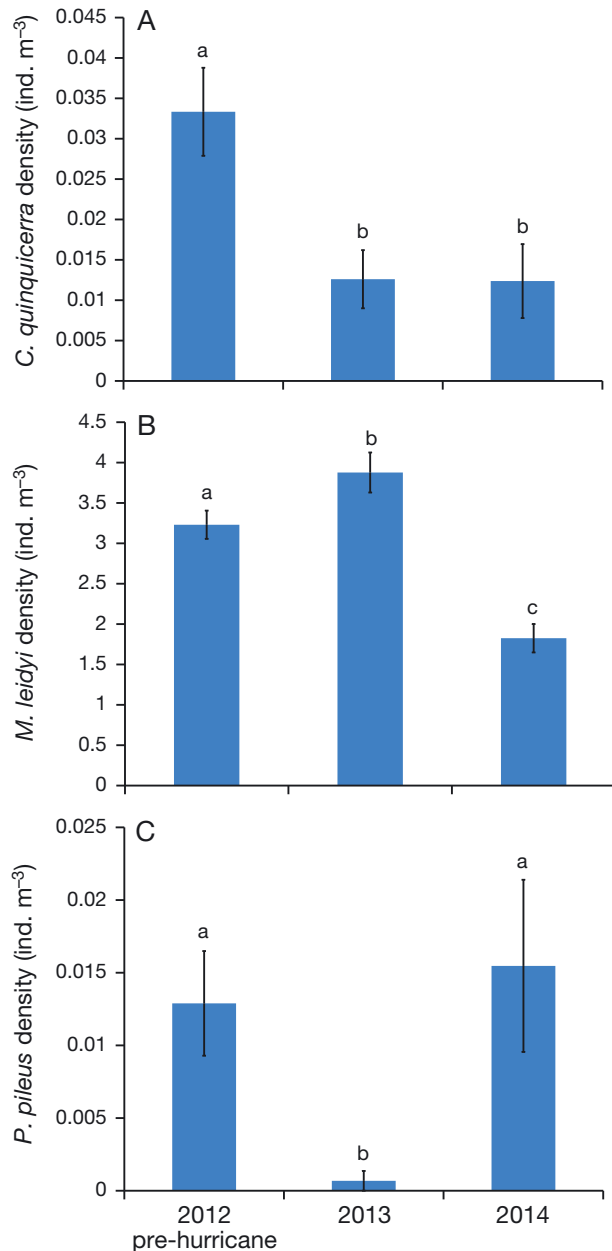 A
C. quinquicerra density (ind. m⁻³)
0.045
0.04
0.035
0.03
0.025
0.02
0.015
0.01
0.005
0
a
b
b
B
M. leidyi density (ind. m⁻³)
4.5
4
3.5
3
2.5
2
1.5
1
0.5
0
a
b
c
C
P. pileus density (ind. m⁻³)
0.025
0.02
0.015
0.01
0.005
0
a
b
a
2012 2013 2014
pre-hurricane